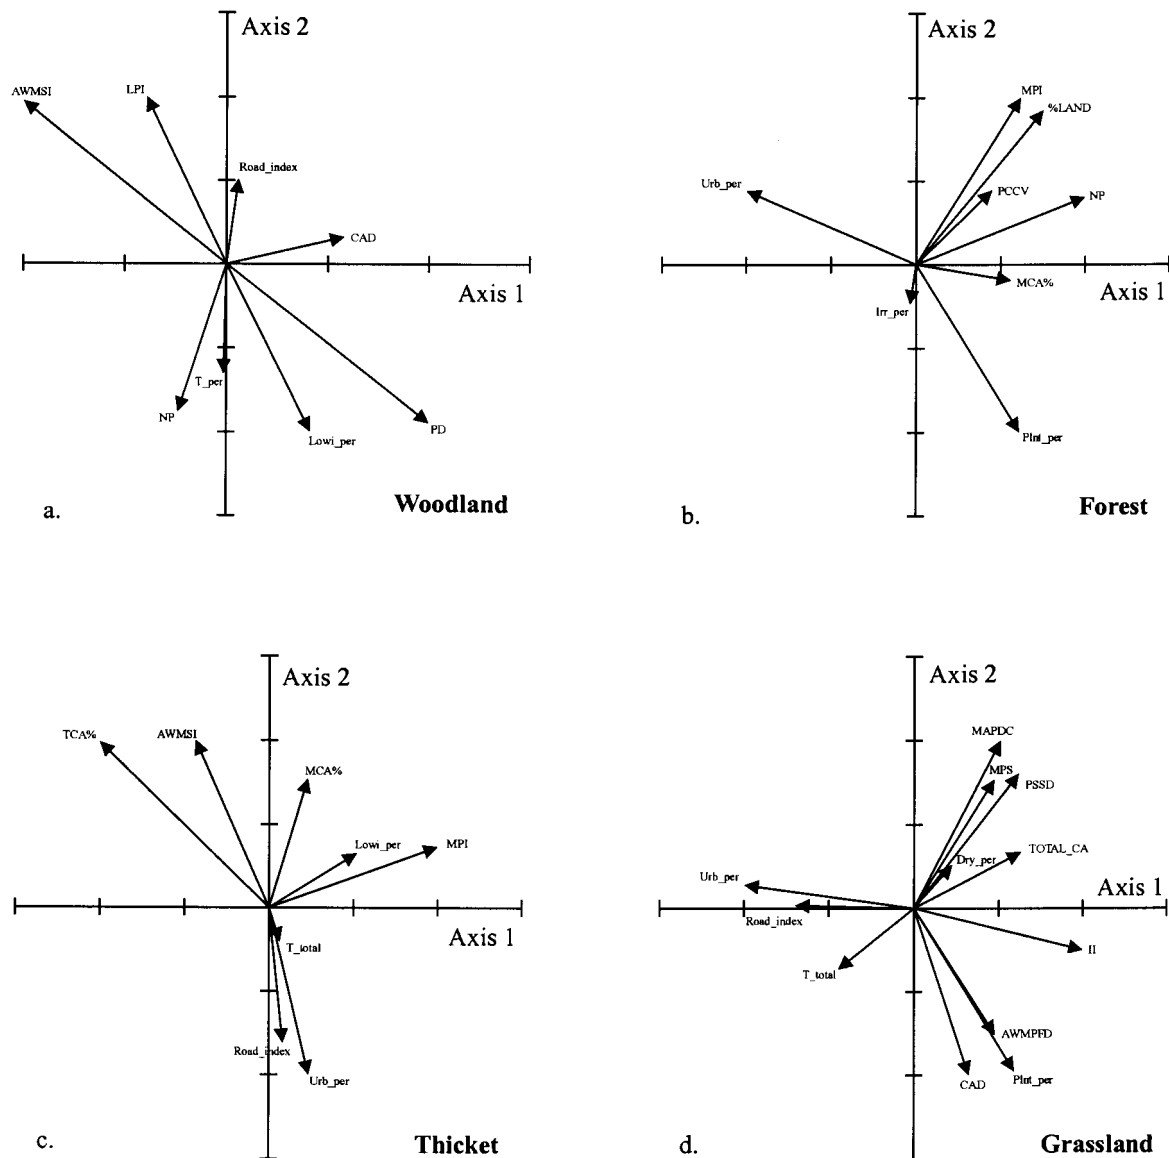 Axis 2
AWMSI
LPI
Road_index
CAD
Axis 1
T_per
NP
Lowi_per
PD
a.
Woodland
Axis 2
MPI
%LAND
Urb_per
PCCV
NP
MCA%
Axis 1
Irr_per
Plnt_per
b.
Forest
Axis 2
TCA%
AWMSI
MCA%
Lowi_per
MPI
Axis 1
T_total
Road_index
Urb_per
c.
Thicket
Axis 2
MAPDC
MPS
PSSD
TOTAL_CA
Dry_per
Urb_per
Axis 1
Road_index
II
T_total
AWMPFD
Plnt_per
CAD
d.
Grassland